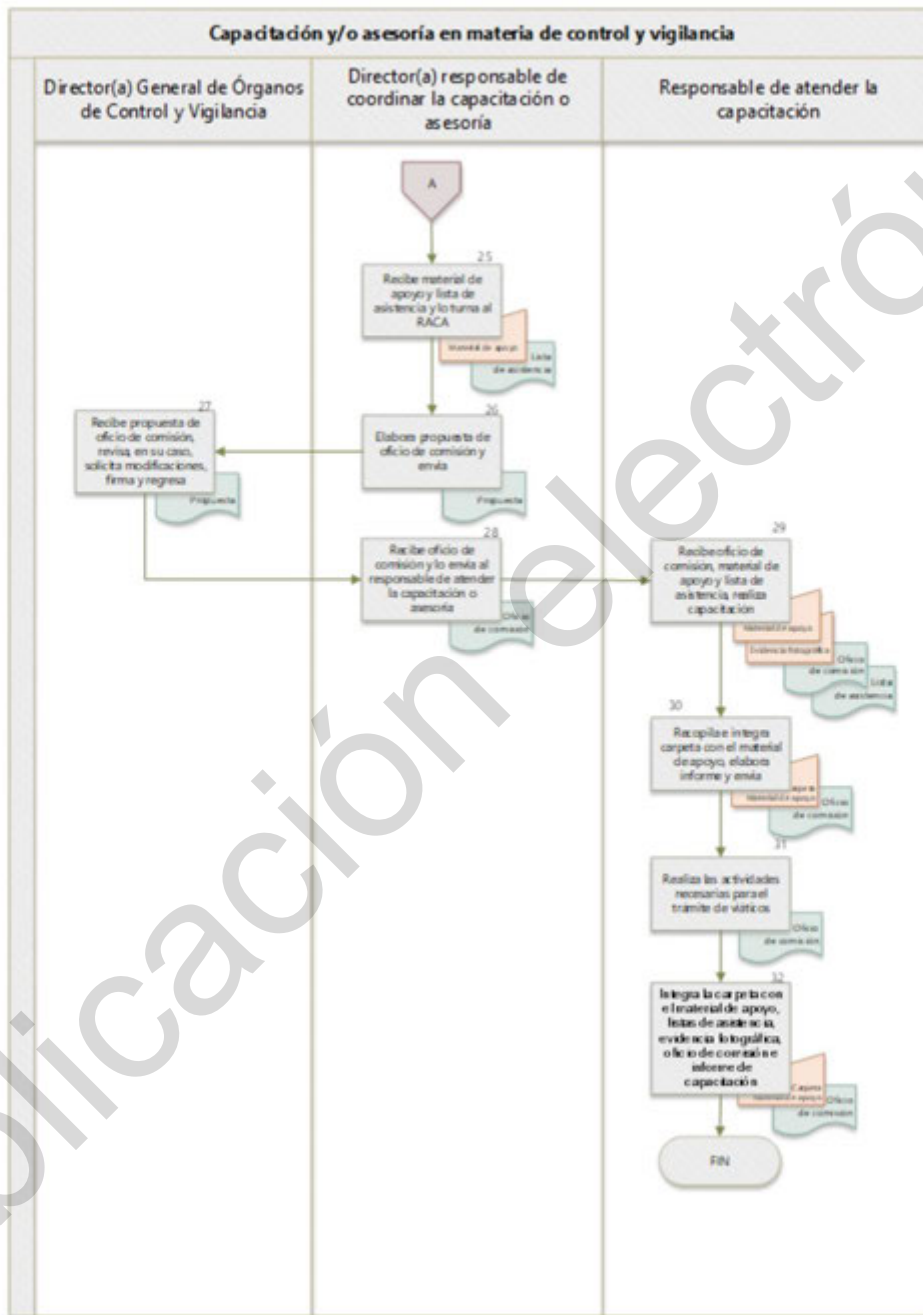 Capacitación y/o asesoría en materia de control y vigilancia
Director(a) General de Órganos
de Control y Vigilancia
Director(a) responsable de
coordinar la capacitación o
asesoría
Responsable de atender la
capacitación
A
25
Recibe material de
apoyo y lista de
asistencia y lo turna al
RACA
Material de apoyo
Lista
de asistencia
26
Elabora propuesta de
oficio de comisión y
envía
Propuesta
27
Recibe propuesta de
oficio de comisión,
revisa, en su caso,
solicita modificaciones,
firma y regresa
Propuesta
28
Recibe oficio de
comisión y lo envía al
responsable de atender
la capacitación o
asesoría
Oficio
de comisión
29
Recibe oficio de
comisión, material de
apoyo y lista de
asistencia, realiza
capacitación
Material de apoyo
Evidencia fotográfica
Oficio
de comisión
Lista
de asistencia
30
Recopila e integra
carpeta con el material
de apoyo, elabora
informe y envía
Material de apoyo
Oficio
de comisión
31
Realiza las actividades
necesarias para el
trámite de viáticos
Oficio
de comisión
32
Integra la carpeta con
el material de apoyo,
listas de asistencia,
evidencia fotográfica,
oficio de comisión e
informe de
capacitación
Carpeta
Material de apoyo
Oficio
de comisión
FIN
blicación electrón